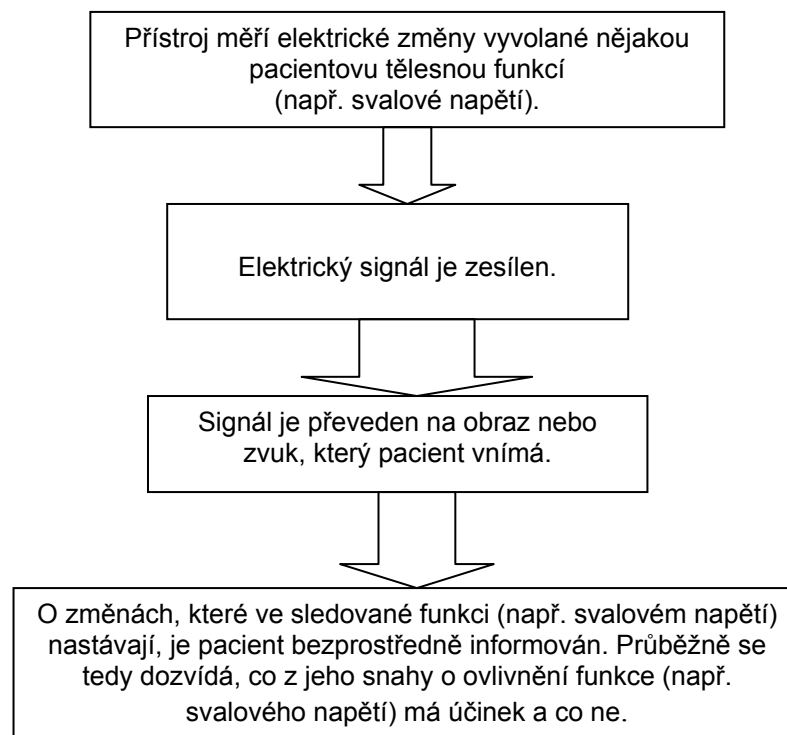 Přístroj měří elektrické změny vyvolané nějakou
pacientovu tělesnou funkcí
(např. svalové napětí).
Elektrický signál je zesílen.
Signál je převeden na obraz nebo
zvuk, který pacient vnímá.
O změnách, které ve sledované funkci (např. svalovém napětí)
nastávají, je pacient bezprostředně informován. Průběžně se
tedy dozvídá, co z jeho snahy o ovlivnění funkce (např.
svalového napětí) má účinek a co ne.